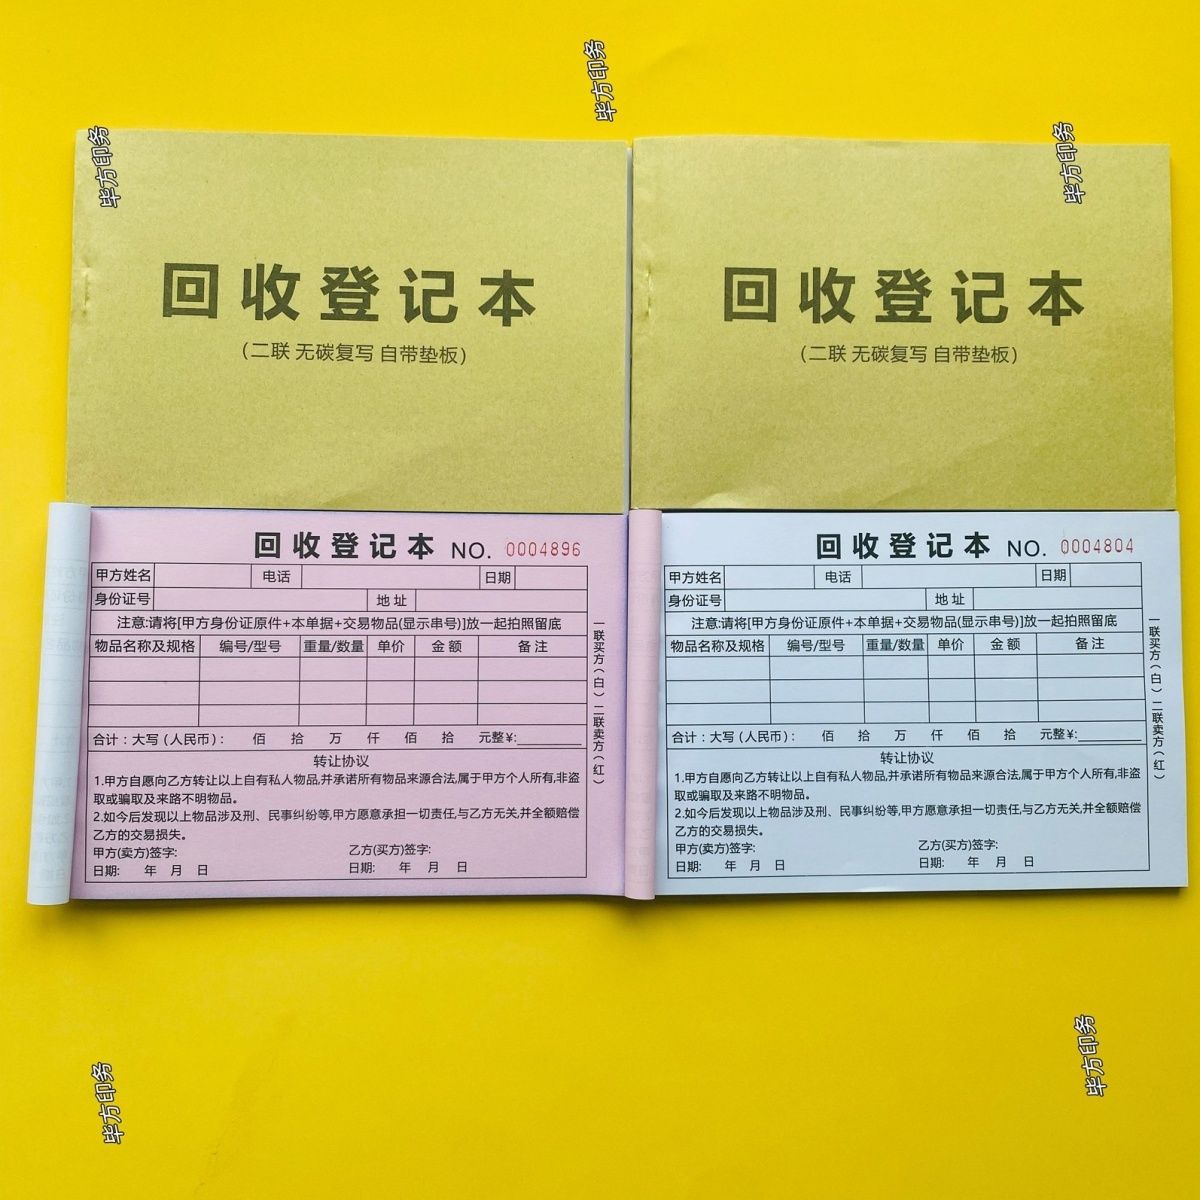 毕方印务
毕方印务
毕方印务
回收登记本
（二联 无碳复写 自带垫板）
回收登记本
（二联 无碳复写 自带垫板）
回收登记本 NO. 0004896
甲方姓名 电话 日期
身份证号 地址
注意:请将[甲方身份证原件+本单据+交易物品(显示串号)]放一起拍照留底
物品名称及规格 编号/型号 重量/数量 单价 金额 备注
合计：大写（人民币）： 佰 拾 万 仟 佰 拾 元整¥:
转让协议
1.甲方自愿向乙方转让以上自有私人物品,并承诺所有物品来源合法,属于甲方个人所有,非盗
取或骗取及来路不明物品。
2.如今后发现以上物品涉及刑、民事纠纷等,甲方愿意承担一切责任,与乙方无关,并全额赔偿
乙方的交易损失。
甲方(卖方)签字: 乙方(买方)签字:
日期: 年 月 日 日期: 年 月 日
一联买方（白）二联卖方（红）
回收登记本 NO. 0004804
甲方姓名 电话 日期
身份证号 地址
注意:请将[甲方身份证原件+本单据+交易物品(显示串号)]放一起拍照留底
物品名称及规格 编号/型号 重量/数量 单价 金额 备注
合计：大写（人民币）： 佰 拾 万 仟 佰 拾 元整¥:
转让协议
1.甲方自愿向乙方转让以上自有私人物品,并承诺所有物品来源合法,属于甲方个人所有,非盗
取或骗取及来路不明物品。
2.如今后发现以上物品涉及刑、民事纠纷等,甲方愿意承担一切责任,与乙方无关,并全额赔偿
乙方的交易损失。
甲方(卖方)签字: 乙方(买方)签字:
日期: 年 月 日 日期: 年 月 日
一联买方（白）二联卖方（红）
毕方印务
毕方印务